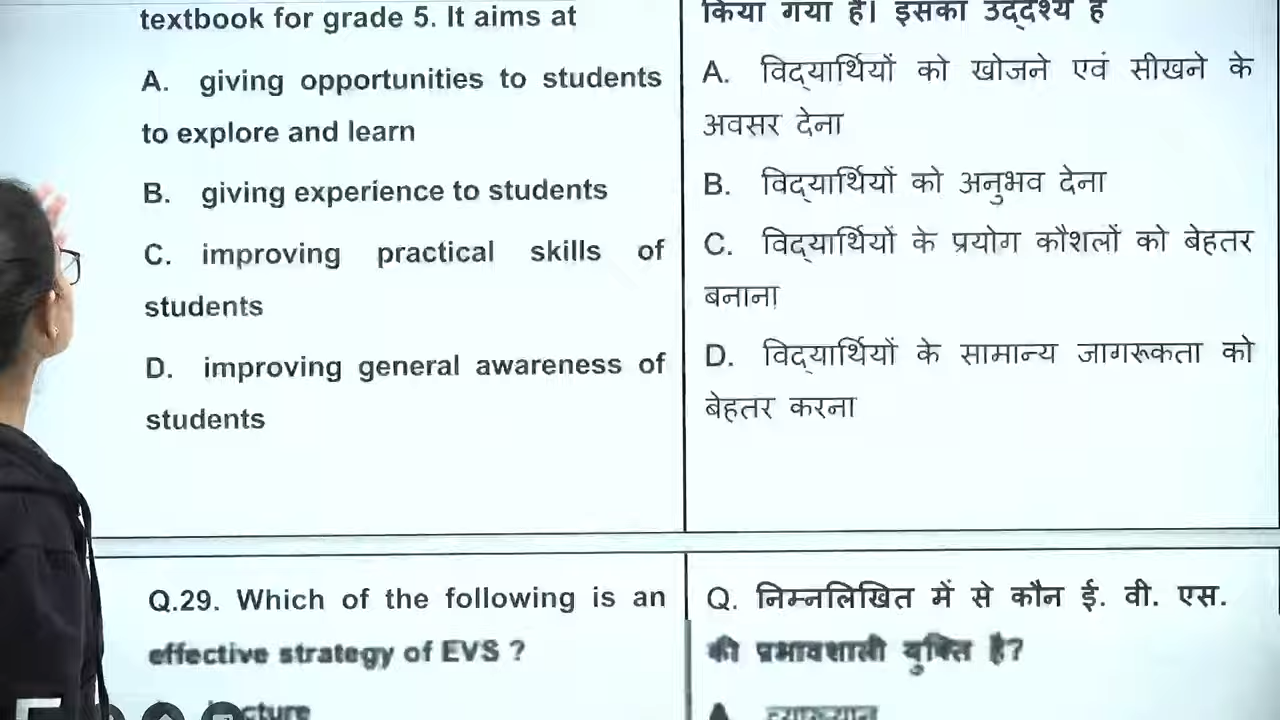 textbook for grade 5. It aims at
A. giving opportunities to students
to explore and learn
B. giving experience to students
C. improving practical skills of
students
D. improving general awareness of
students
किया गया है। इसका उद्देश्य है
A. विद्यार्थियों को खोजने एवं सीखने के
अवसर देना
B. विद्यार्थियों को अनुभव देना
C. विद्यार्थियों के प्रयोग कौशलों को बेहतर
बनाना
D. विद्यार्थियों के सामान्य जागरूकता को
बेहतर करना
Q.29. Which of the following is an
effective strategy of EVS ?
Q. निम्नलिखित में से कौन ई. वी. एस.
की प्रभावशाली युक्ति है?
A. व्याख्यान